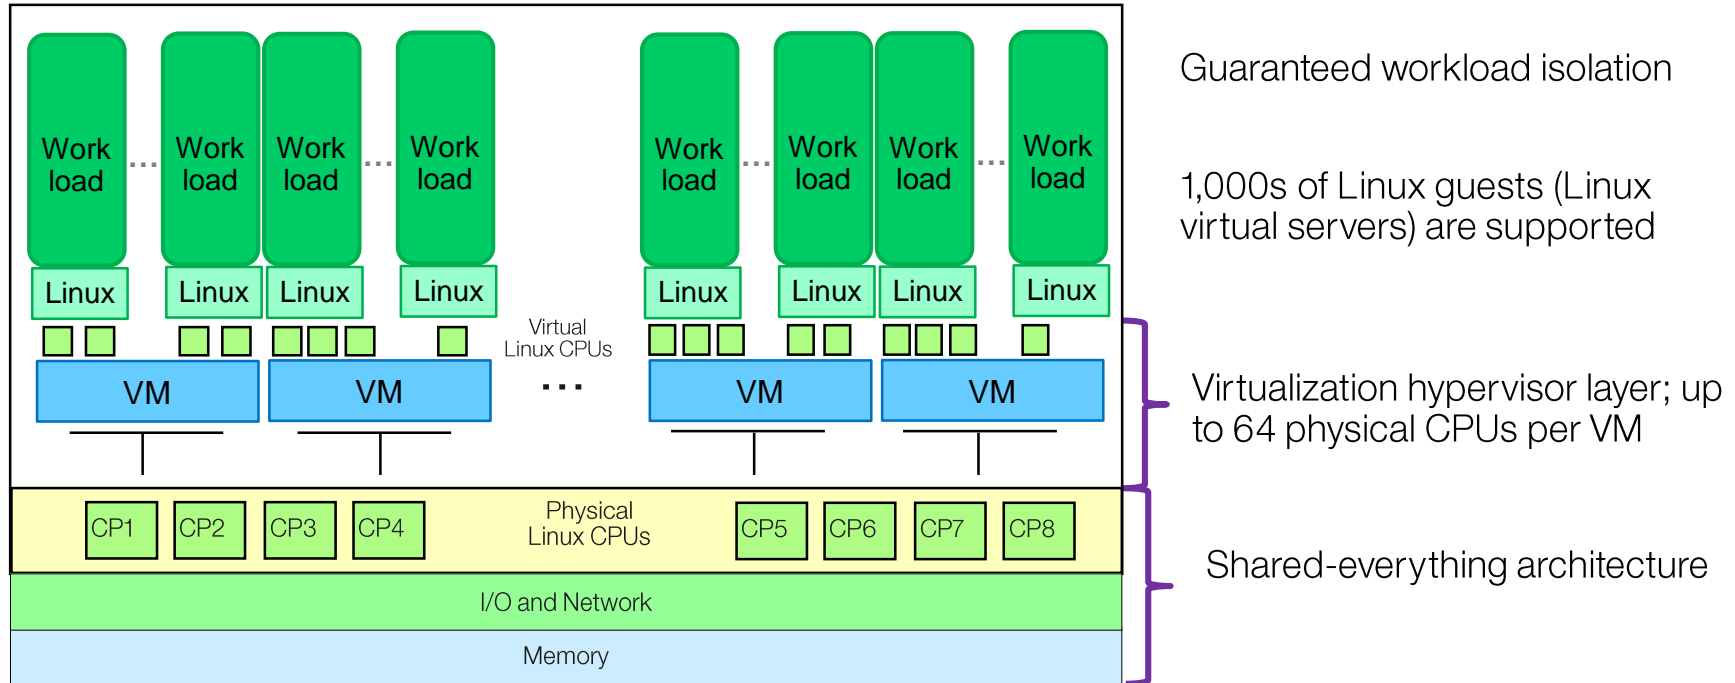 Work
load
...
Work
load
Work
load
...
Work
load
Work
load
...
Work
load
Work
load
...
Work
load
Linux
Linux
Linux
Linux
Linux
Linux
Linux
Linux
Virtual
Linux CPUs
VM
VM
...
VM
VM
CP1
CP2
CP3
CP4
Physical
Linux CPUs
CP5
CP6
CP7
CP8
I/O and Network
Memory
Guaranteed workload isolation
1,000s of Linux guests (Linux
virtual servers) are supported
Virtualization hypervisor layer; up
to 64 physical CPUs per VM
Shared-everything architecture